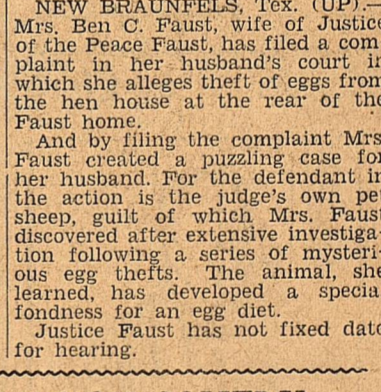 NEW BRAUNFELS, Tex. (UP).—
Mrs. Ben C. Faust, wife of Justice
of the Peace Faust, has filed a com
plaint in her husband's court in
which she alleges theft of eggs from
the hen house at the rear of the
Faust home.
And by filing the complaint Mrs
Faust created a puzzling case for
her husband. For the defendant in
the action is the judge's own pe
sheep, guilt of which Mrs. Faust
discovered after extensive investiga-
tion following a series of mysteri-
ous egg thefts. The animal, she
learned, has developed a specia
fondness for an egg diet.
Justice Faust has not fixed date
for hearing.